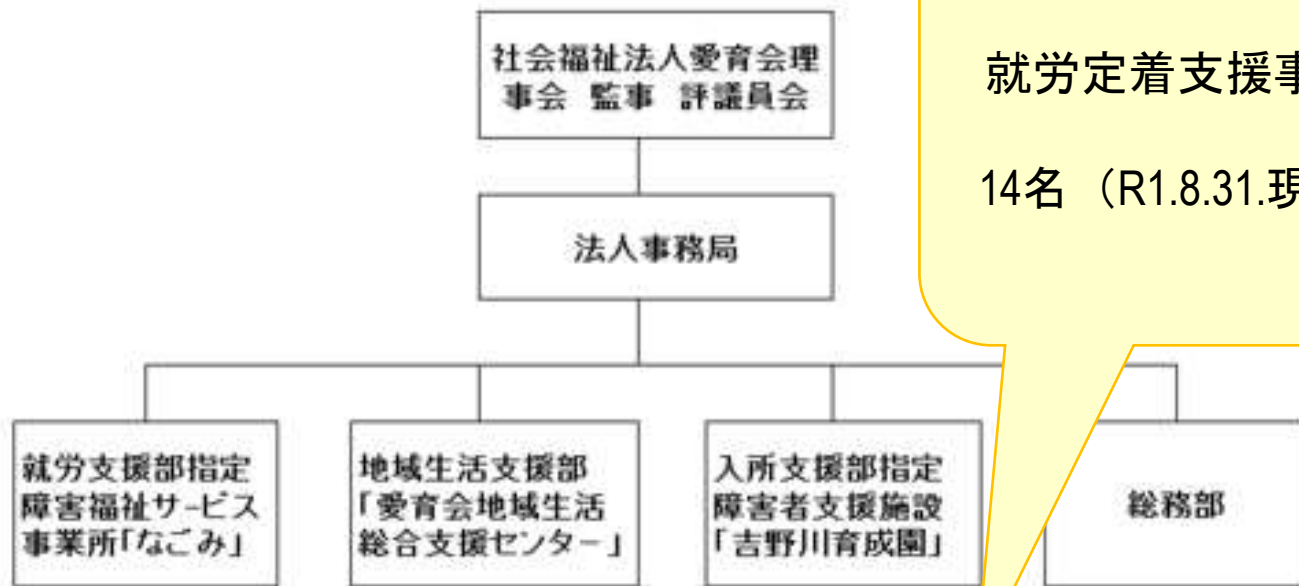 社会福祉法人愛育会理
事会 監事 評議員会
就労定着支援事
14名（R1.8.31.現
法人事務局
就労支援部指定
障害福祉サービス
事業所「なごみ」
地域生活支援部
「愛育会地域生活
総合支援センター」
入所支援部指定
障害者支援施設
「吉野川育成園」
総務部